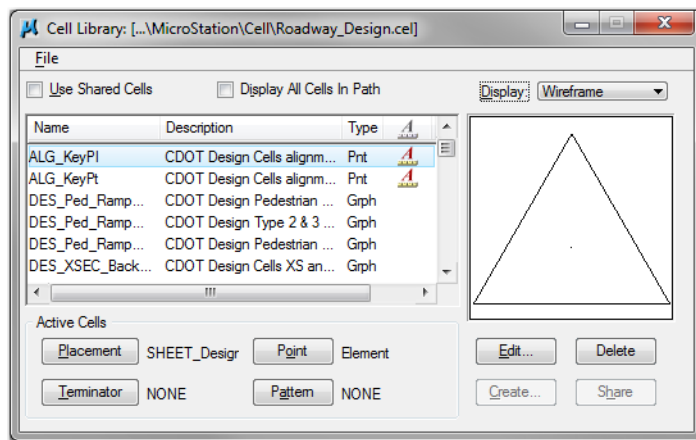 Cell Library: [...\MicroStation\Cell\Roadway_Design.cel]
File
Use Shared Cells Display All Cells In Path Display: Wireframe
Name Description Type
ALG_KeyPI CDOT Design Cells alignm... Pnt
ALG_KeyPt CDOT Design Cells alignm... Pnt
DES_Ped_Ramp... CDOT Design Pedestrian ... Grph
DES_Ped_Ramp... CDOT Design Type 2 & 3 ... Grph
DES_Ped_Ramp... CDOT Design Pedestrian ... Grph
DES_XSEC_Back... CDOT Design Cells XS an... Grph
Active Cells
Placement SHEET_Desigr Point Element Edit... Delete
Terminator NONE Pattern NONE Create... Share